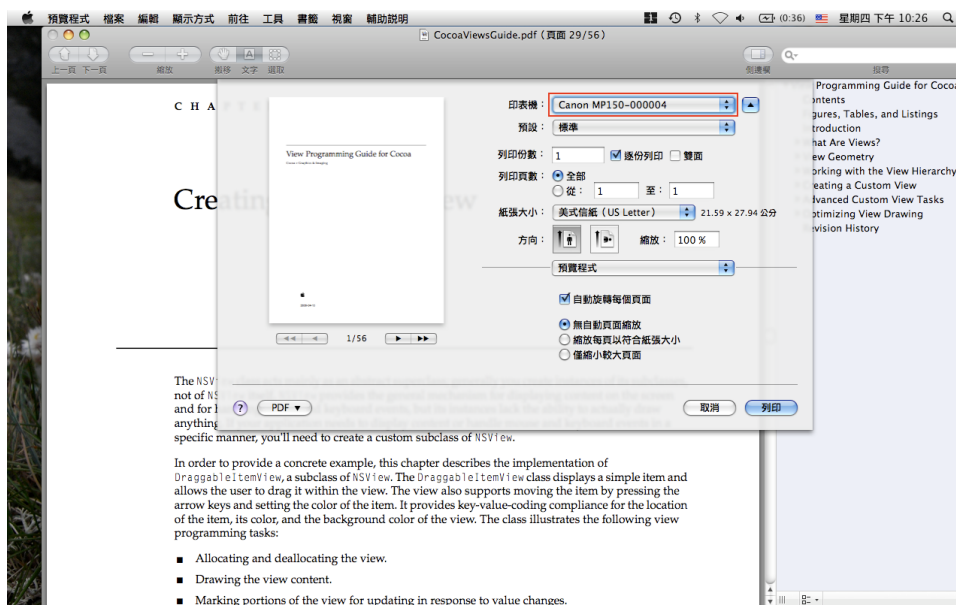 預覽程式 檔案 編輯 顯示方式 前往 工具 書籤 視窗 輔助說明 (0:36) 星期四 下午 10:26
CocoaViewsGuide.pdf（頁面 29/56）
上一頁 下一頁 縮放 搬移 文字 選取 側邊欄 搜尋
CHAPTE
Creating a Custom View
View Programming Guide for Cocoa
1/56
印表機： Canon MP150-000004
預設： 標準
列印份數： 1 逐份列印 雙面
列印頁數： 全部
從： 1 至： 1
紙張大小： 美式信紙（US Letter） 21.59 x 27.94 公分
方向： 縮放： 100 %
預覽程式
自動旋轉每個頁面
無自動頁面縮放
縮放每頁以符合紙張大小
僅縮小較大頁面
? PDF ▼ 取消 列印
Programming Guide for Cocoa
ontents
gures, Tables, and Listings
troduction
hat Are Views?
ew Geometry
orking with the View Hierarchy
eating a Custom View
dvanced Custom View Tasks
ptimizing View Drawing
evision History
The NSV
not of NS
and for h
anything
specific manner, you'll need to create a custom subclass of NSView.
In order to provide a concrete example, this chapter describes the implementation of
DraggableItemView, a subclass of NSView. The DraggableItemView class displays a simple item and
allows the user to drag it within the view. The view also supports moving the item by pressing the
arrow keys and setting the color of the item. It provides key-value-coding compliance for the location
of the item, its color, and the background color of the view. The class illustrates the following view
programming tasks:
■ Allocating and deallocating the view.
■ Drawing the view content.
■ Marking portions of the view for updating in response to value changes.